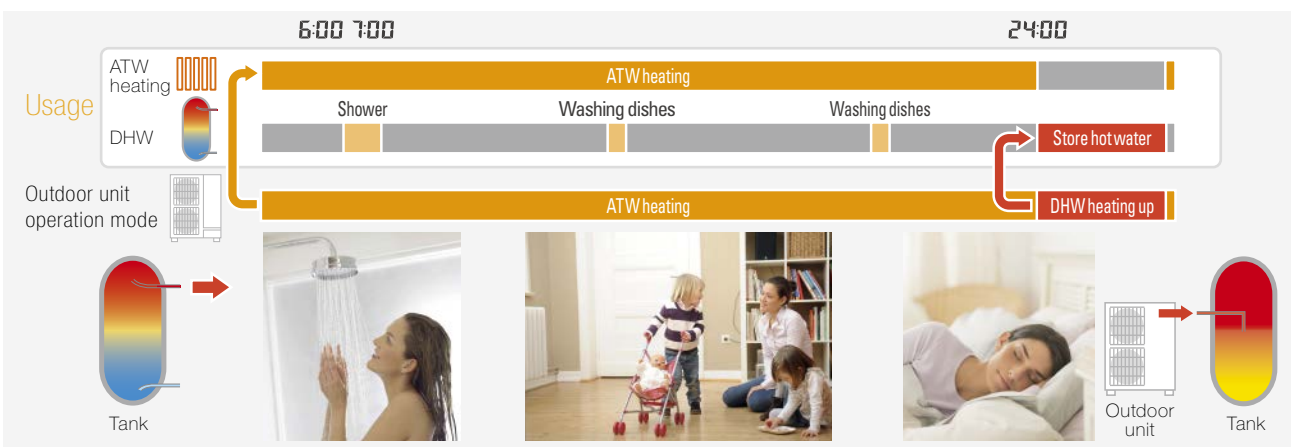 6:00 7:00 24:00
Usage
ATW
heating
ATW heating
Shower Washing dishes Washing dishes
DHW
Store hot water
Outdoor unit
operation mode
ATW heating
DHW heating up
Tank
Outdoor
unit
Tank